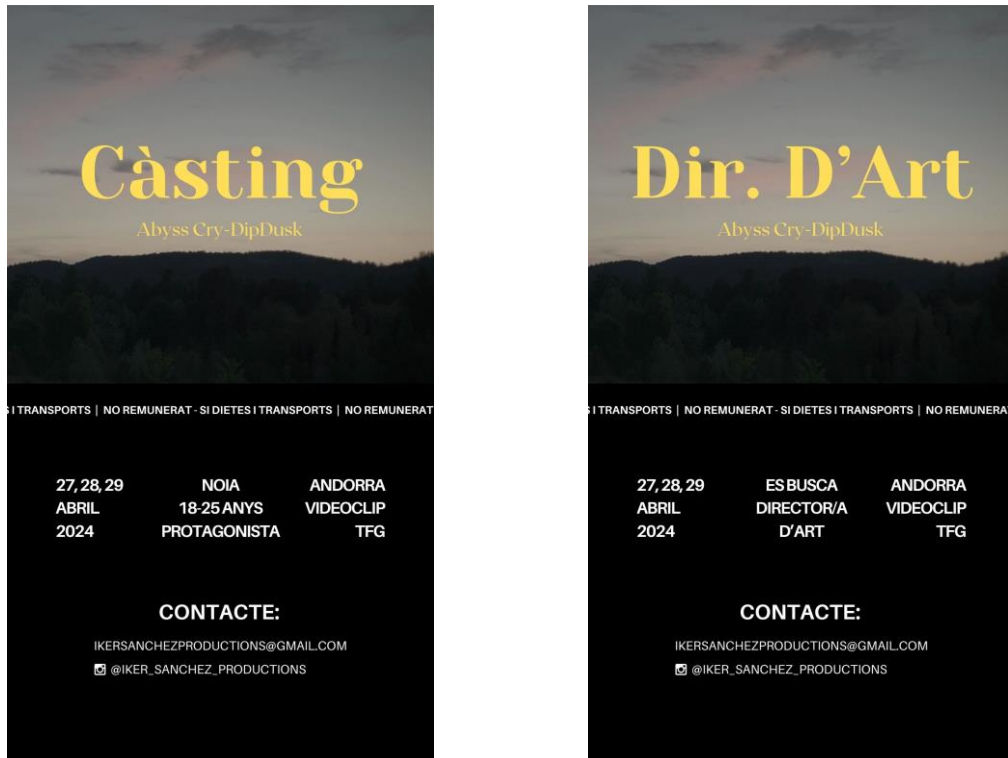 Càsting
Abyss Cry-DipDusk
I TRANSPORTS | NO REMUNERAT - SI DIETES I TRANSPORTS | NO REMUNERAT
27, 28, 29 NOIA ANDORRA
ABRIL 18-25 ANYS VIDEOCLIP
2024 PROTAGONISTA TFG
CONTACTE:
IKERSANCHEZPRODUCTIONS@GMAIL.COM
@IKER_SANCHEZ_PRODUCTIONS
Dir. D'Art
Abyss Cry-DipDusk
I TRANSPORTS | NO REMUNERAT - SI DIETES I TRANSPORTS | NO REMUNERA
27, 28, 29 ES BUSCA ANDORRA
ABRIL DIRECTOR/A VIDEOCLIP
2024 D'ART TFG
CONTACTE:
IKERSANCHEZPRODUCTIONS@GMAIL.COM
@IKER_SANCHEZ_PRODUCTIONS